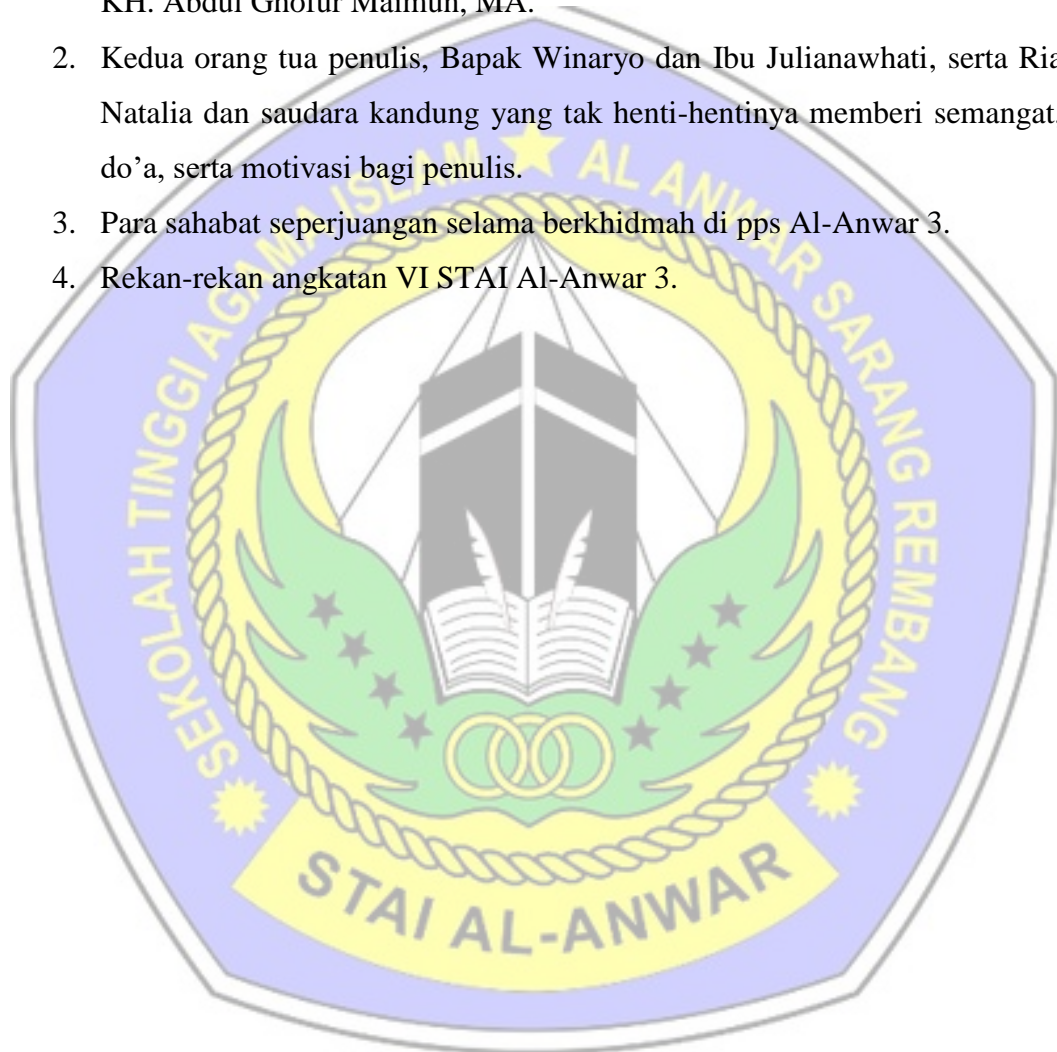 KH. Abdul Ghofur Maimun, MA.
2. Kedua orang tua penulis, Bapak Winaryo dan Ibu Julianawhati, serta Ria
Natalia dan saudara kandung yang tak henti-hentinya memberi semangat,
do’a, serta motivasi bagi penulis.
3. Para sahabat seperjuangan selama berkhidmah di pps Al-Anwar 3.
4. Rekan-rekan angkatan VI STAI Al-Anwar 3.
SEKOLAH TINGGI AGAMA ISLAM AL ANWAR SARANG REMBANG
STAI AL-ANWAR